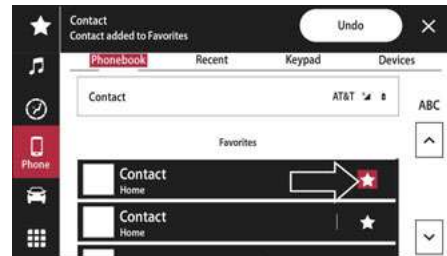 Contact
Contact added to Favorites
Undo
Phonebook Recent Keypad Devices
Contact AT&T
ABC
Favorites
Phone
Contact
Home
Contact
Home